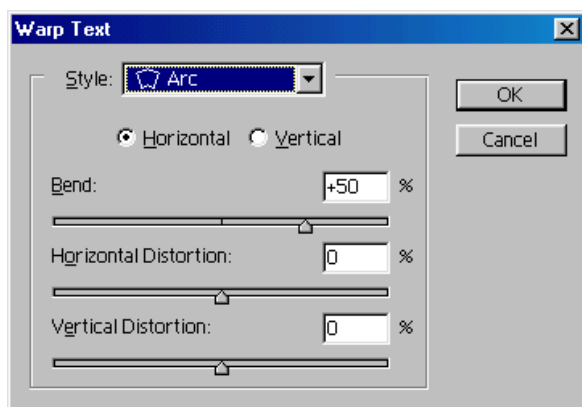 Warp Text
Style: Arc
OK
Horizontal Vertical
Cancel
Bend: +50 %
Horizontal Distortion: 0 %
Vertical Distortion: 0 %